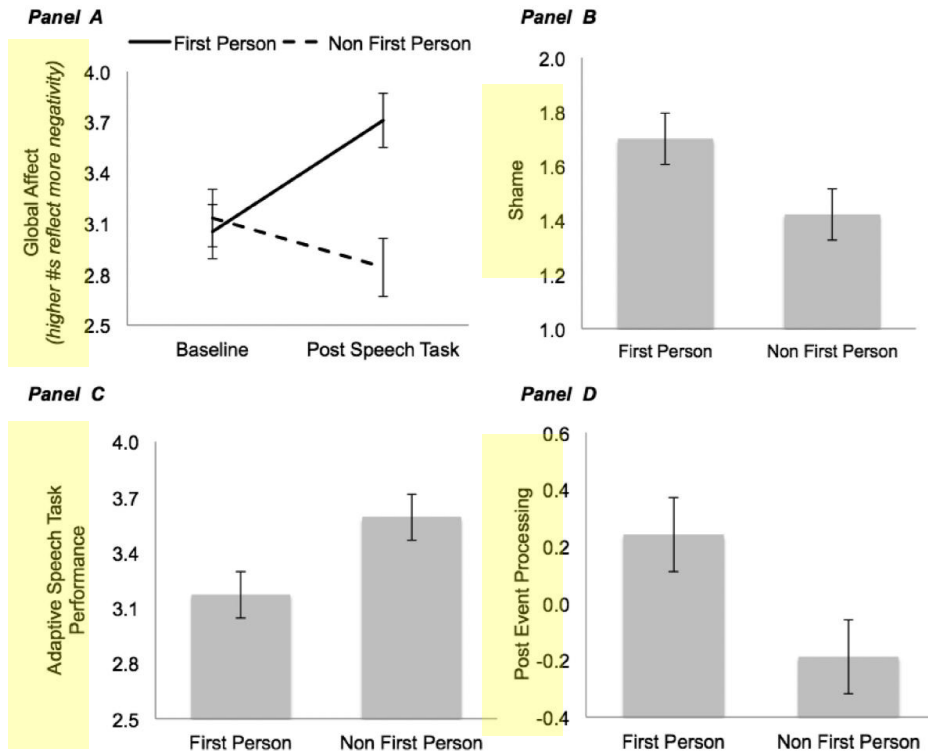 Panel A
First Person
Non First Person
Global Affect
(higher #s reflect more negativity)
4.0
3.7
3.4
3.1
2.8
2.5
Baseline
Post Speech Task
Panel B
Shame
2.0
1.8
1.6
1.4
1.2
1.0
First Person
Non First Person
Panel C
Adaptive Speech Task
Performance
4.0
3.7
3.4
3.1
2.8
2.5
First Person
Non First Person
Panel D
Post Event Processing
0.6
0.4
0.2
0.0
-0.2
-0.4
First Person
Non First Person